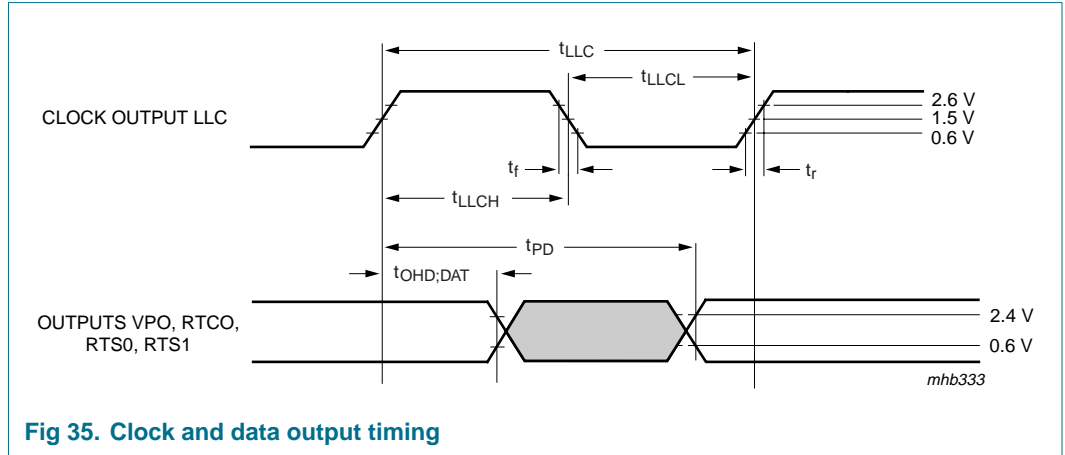 tLLC
tLLCL
CLOCK OUTPUT LLC
2.6 V
1.5 V
0.6 V
tf
tr
tLLCH
tPD
tOHD;DAT
OUTPUTS VPO, RTCO,
RTS0, RTS1
2.4 V
0.6 V
mhb333
Fig 35. Clock and data output timing